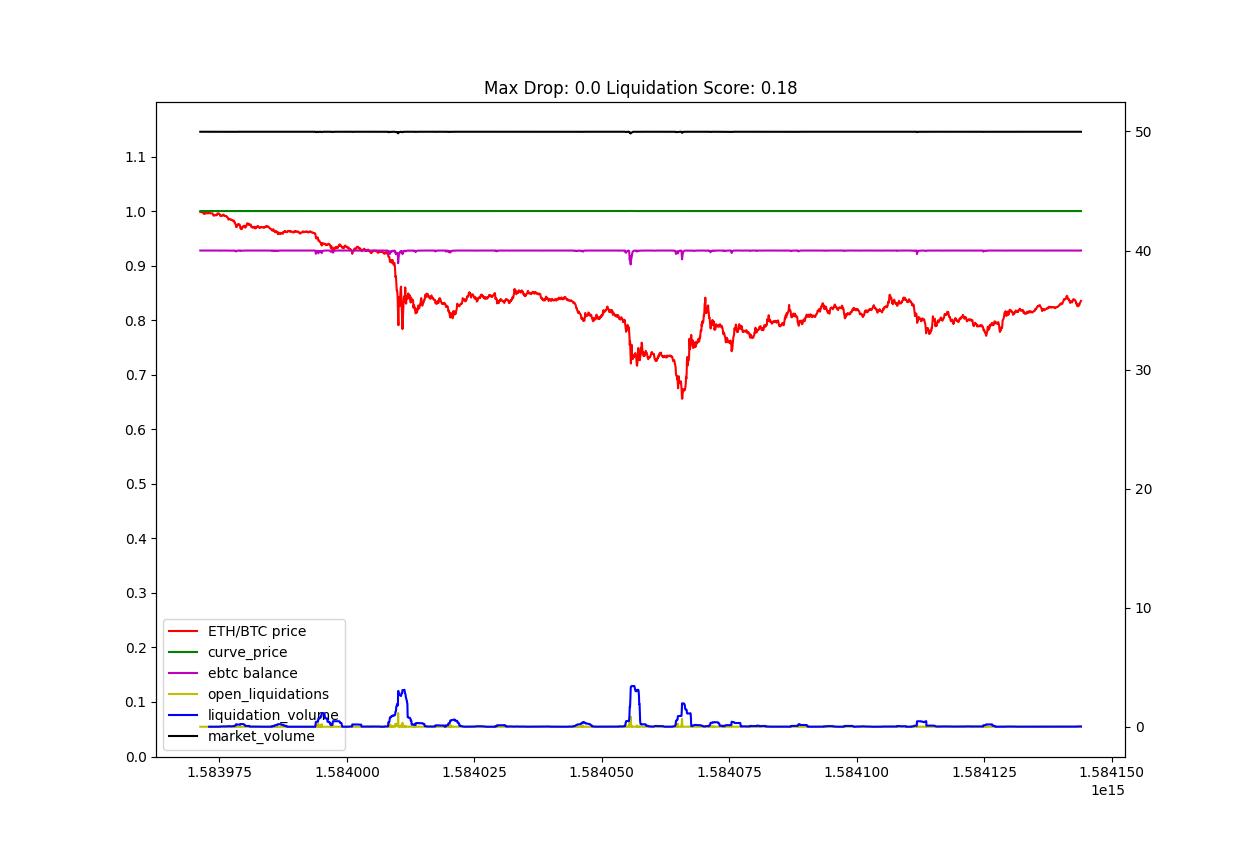 Max Drop: 0.0 Liquidation Score: 0.18
1.1
1.0
0.9
0.8
0.7
0.6
0.5
0.4
0.3
0.2
0.1
0.0
50
40
30
20
10
0
ETH/BTC price
curve_price
ebtc balance
open_liquidations
liquidation_volume
market_volume
1.583975 1.584000 1.584025 1.584050 1.584075 1.584100 1.584125 1.584150
1e15